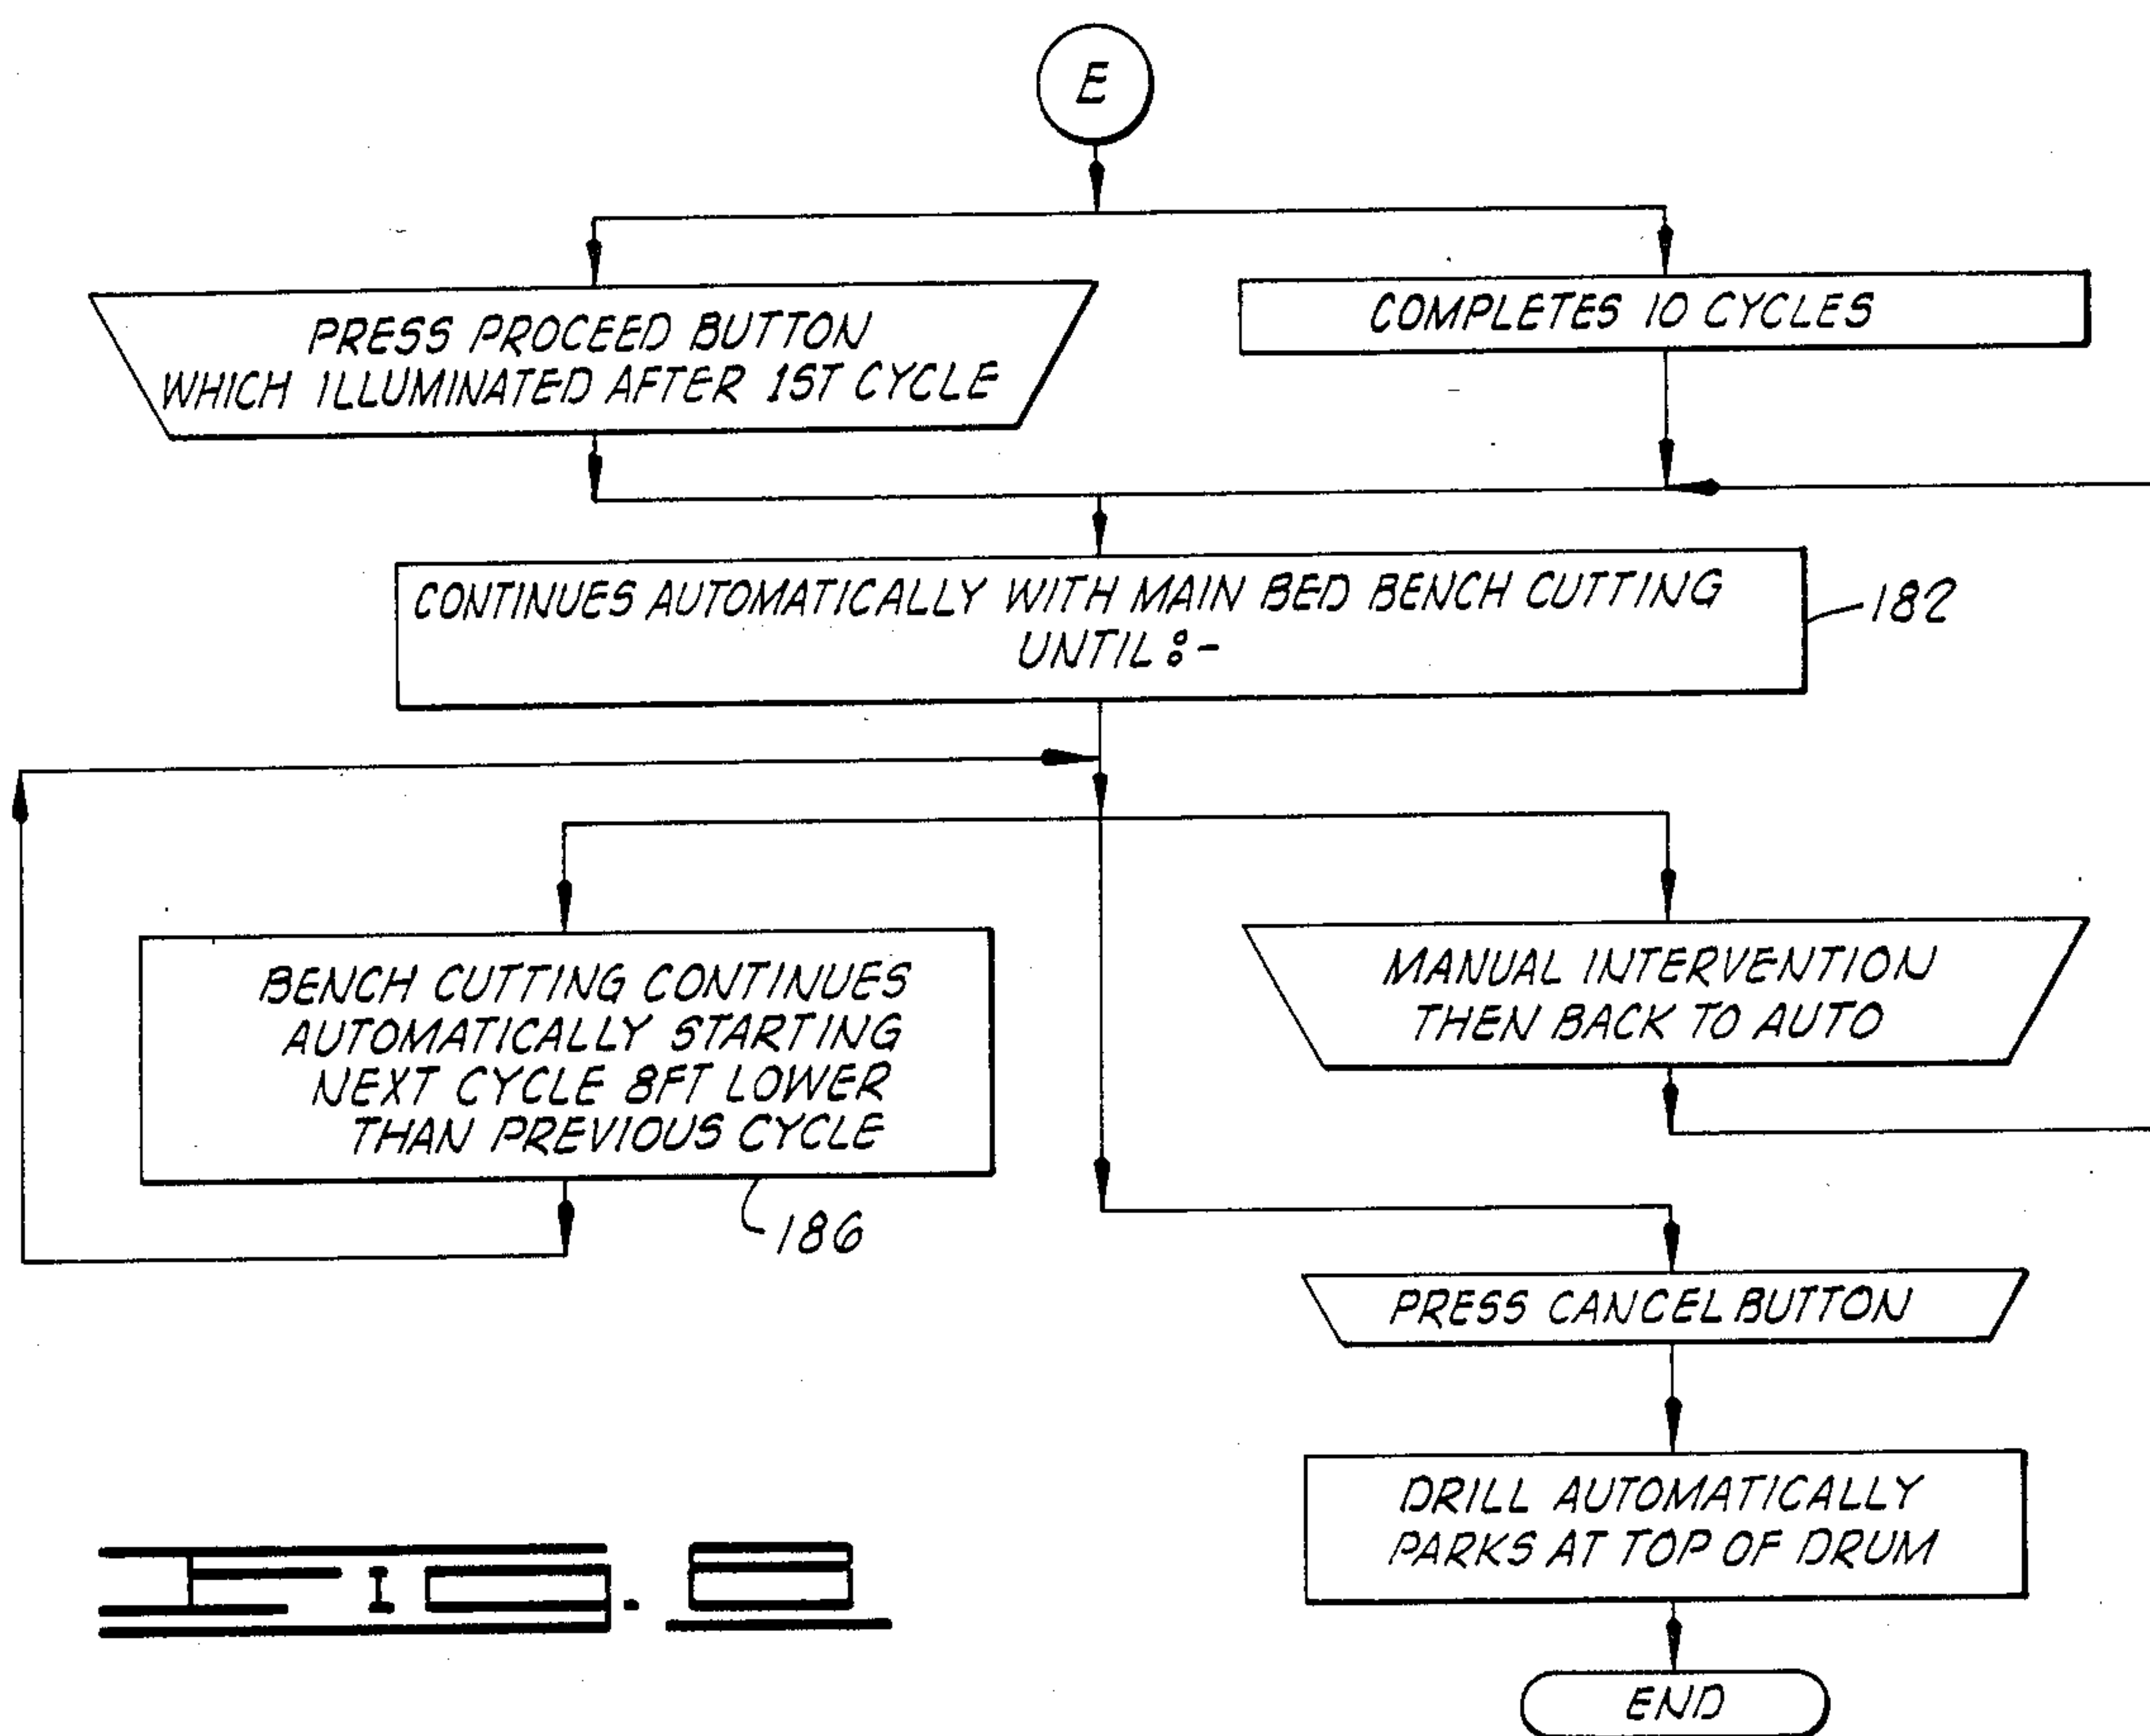 E
PRESS PROCEED BUTTON
WHICH ILLUMINATED AFTER 1ST CYCLE
COMPLETES 10 CYCLES
CONTINUES AUTOMATICALLY WITH MAIN BED BENCH CUTTING
UNTIL:-
182
BENCH CUTTING CONTINUES
AUTOMATICALLY STARTING
NEXT CYCLE 8FT LOWER
THAN PREVIOUS CYCLE
186
MANUAL INTERVENTION
THEN BACK TO AUTO
PRESS CANCEL BUTTON
DRILL AUTOMATICALLY
PARKS AT TOP OF DRUM
END
FIG. 8